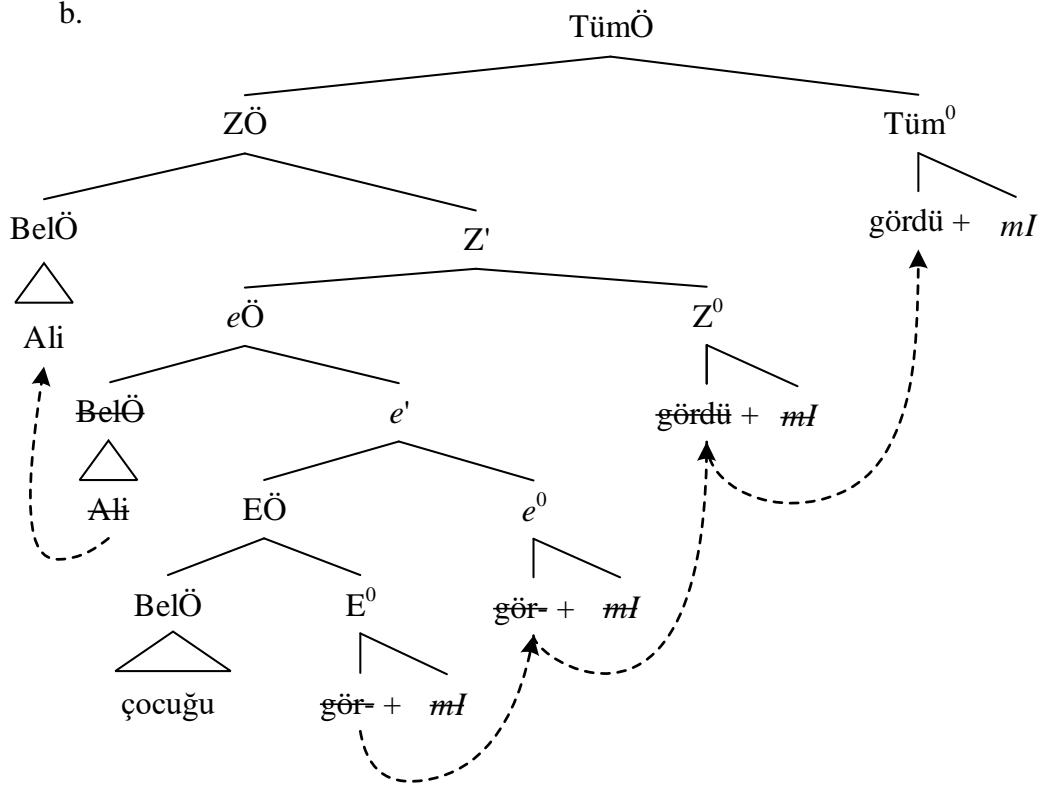 b.
TümÖ
ZÖ Tüm⁰
BelÖ Z' gördü + mI
Ali eÖ Z⁰
BelÖ e' gördü + mI
Ali EÖ e⁰
BelÖ E⁰ gör- + mI
çocuğu gör- + mI